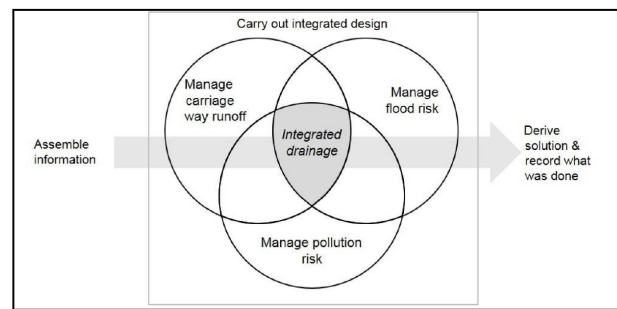 Carry out integrated design
Manage
carriage
way runoff
Manage
flood risk
Assemble
information
Integrated
drainage
Derive
solution &
record what
was done
Manage pollution
risk